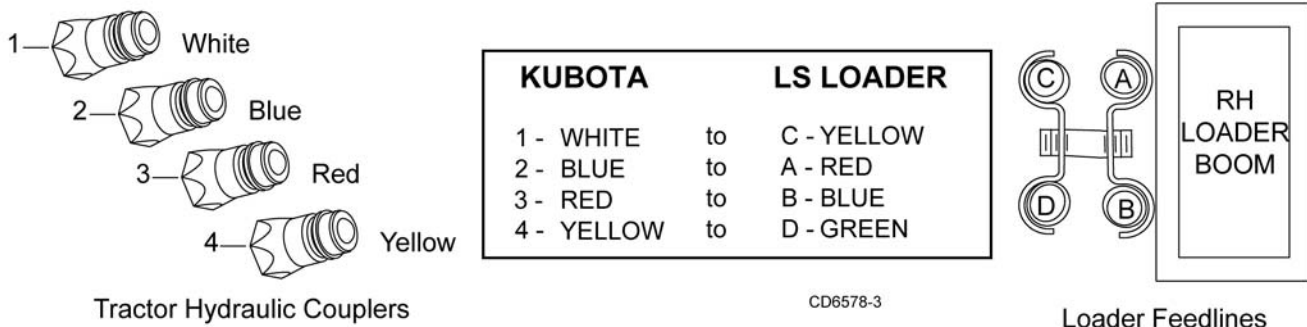 1 White
2 Blue
3 Red
4 Yellow
Tractor Hydraulic Couplers
KUBOTA LS LOADER
1 - WHITE to C - YELLOW
2 - BLUE to A - RED
3 - RED to B - BLUE
4 - YELLOW to D - GREEN
CD6578-3
C A
D B
RH
LOADER
BOOM
Loader Feedlines